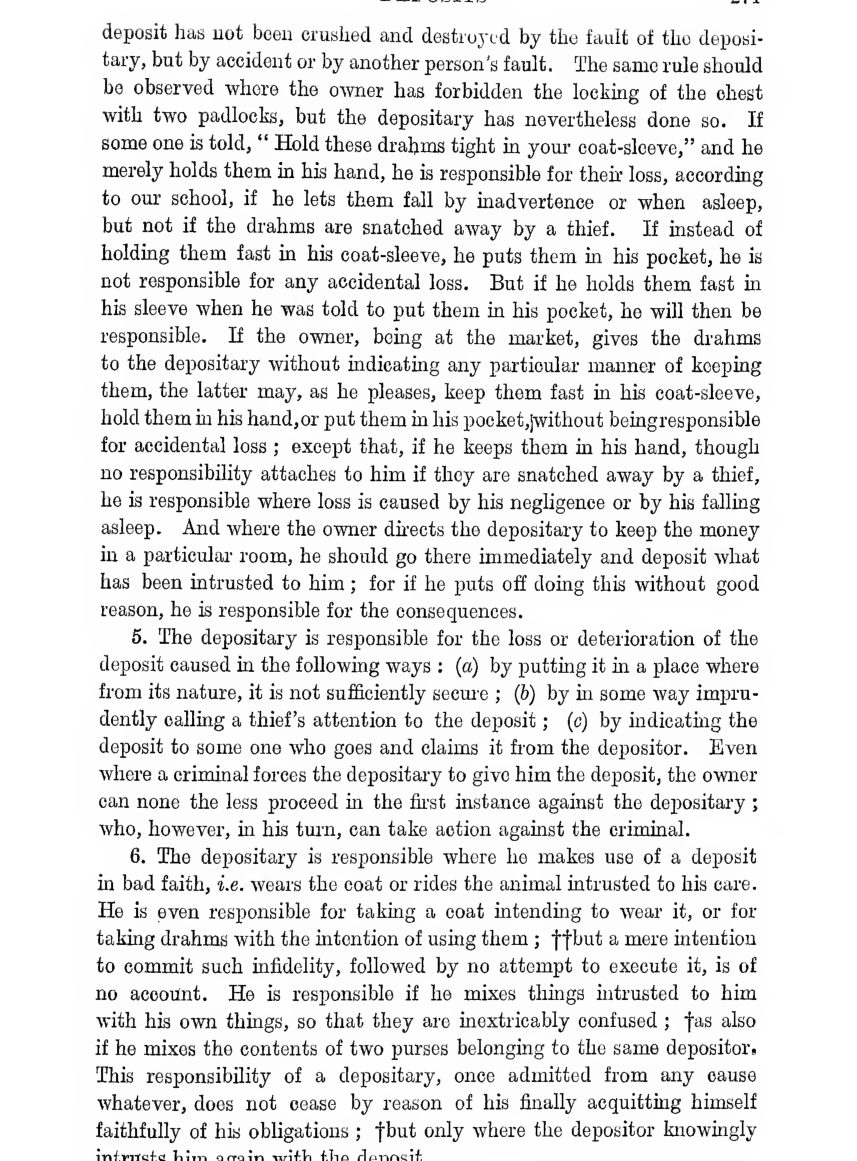 deposit has not been crushed and destroyed by the fault of the deposi-
tary, but by accident or by another person's fault. The same rule should
be observed where the owner has forbidden the locking of the chest
with two padlocks, but the depositary has nevertheless done so. If
some one is told, “ Hold these drahms tight in your coat-sleeve,” and he
merely holds them in his hand, he is responsible for their loss, according
to our school, if he lets them fall by inadvertence or when asleep,
but not if the drahms are snatched away by a thief. If instead of
holding them fast in his coat-sleeve, he puts them in his pocket, he is
not responsible for any accidental loss. But if he holds them fast in
his sleeve when he was told to put them in his pocket, he will then be
responsible. If the owner, being at the market, gives the drahms
to the depositary without indicating any particular manner of keeping
them, the latter may, as he pleases, keep them fast in his coat-sleeve,
hold them in his hand, or put them in his pocket, without being responsible
for accidental loss ; except that, if he keeps them in his hand, though
no responsibility attaches to him if they are snatched away by a thief,
he is responsible where loss is caused by his negligence or by his falling
asleep. And where the owner directs the depositary to keep the money
in a particular room, he should go there immediately and deposit what
has been intrusted to him ; for if he puts off doing this without good
reason, he is responsible for the consequences.
5. The depositary is responsible for the loss or deterioration of the
deposit caused in the following ways : (a) by putting it in a place where
from its nature, it is not sufficiently secure ; (b) by in some way impru-
dently calling a thief's attention to the deposit ; (c) by indicating the
deposit to some one who goes and claims it from the depositor. Even
where a criminal forces the depositary to give him the deposit, the owner
can none the less proceed in the first instance against the depositary ;
who, however, in his turn, can take action against the criminal.
6. The depositary is responsible where he makes use of a deposit
in bad faith, i.e. wears the coat or rides the animal intrusted to his care.
He is even responsible for taking a coat intending to wear it, or for
taking drahms with the intention of using them ; ††but a mere intention
to commit such infidelity, followed by no attempt to execute it, is of
no account. He is responsible if he mixes things intrusted to him
with his own things, so that they are inextricably confused ; †as also
if he mixes the contents of two purses belonging to the same depositor.
This responsibility of a depositary, once admitted from any cause
whatever, does not cease by reason of his finally acquitting himself
faithfully of his obligations ; †but only where the depositor knowingly
intrusts him again with the deposit